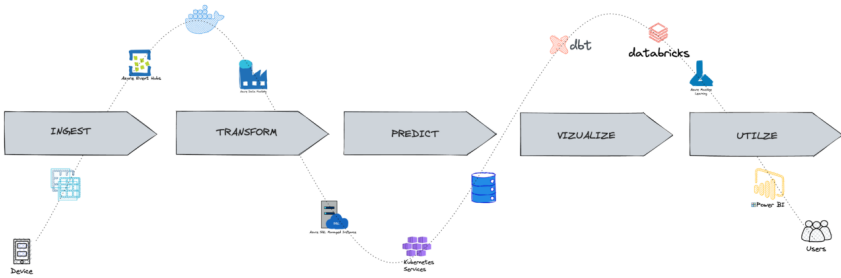 dbt
databricks
Azure Event Hubs
Azure Data Factory
Azure Machine
Learning
INGEST
TRANSFORM
PREDICT
VIZUALIZE
UTILZE
Power BI
Azure SQL Managed Instance
SQL
Device
Kubernetes
Services
Users